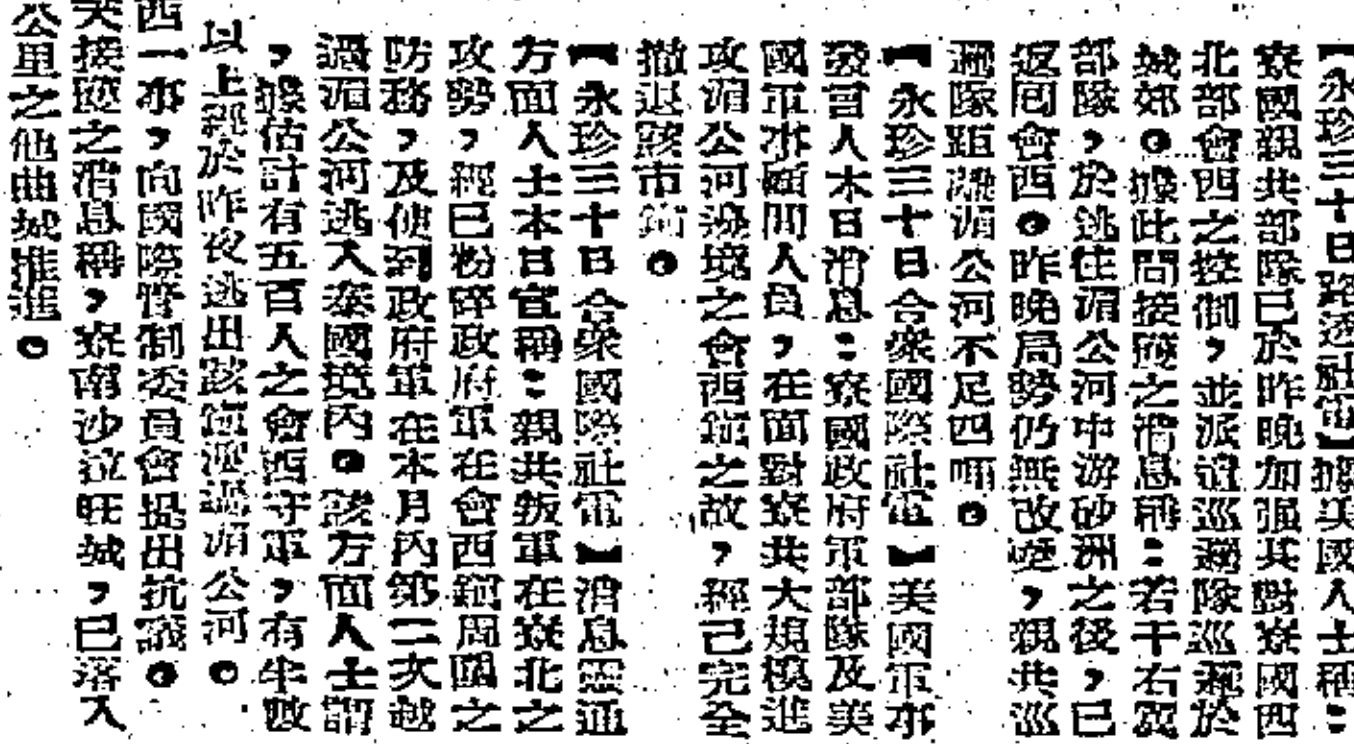 【永珍三十日路透社電】據美國人士稱：
寮國親共部隊已於昨晚加强其對寮國西
北部會西之控制，並派遣巡邏隊巡邏於
城郊。據此間接獲之消息稱：若干右翼
部隊，於逃往湄公河中游砂洲之後，已
返囘會西。昨晚局勢仍無改變，親共巡
邏隊距離湄公河不足四哩。
【永珍三十日合衆國際社電】美國軍事
發言人本日消息：寮國政府軍部隊及美
國軍事顧問人員，在面對寮共大規模進
攻湄公河邊境之會西鎮之故，經已完全
撤退該市鎮。
【永珍三十日合衆國際社電】消息靈通
方面人士本日宣稱：親共叛軍在寮北之
攻勢，經已粉碎政府軍在會西鎮周圍之
防務，及使到政府軍在本月內第二次越
過湄公河逃入泰國境內。該方面人士謂
，據估計有五百人之會西守軍，有半數
以上經於昨夜逃出該鎮渡過湄公河。
西一事，向國際管制委員會提出抗議。
接獲之消息稱，寮南沙拉旺城，已落入
公里之他曲城推進。